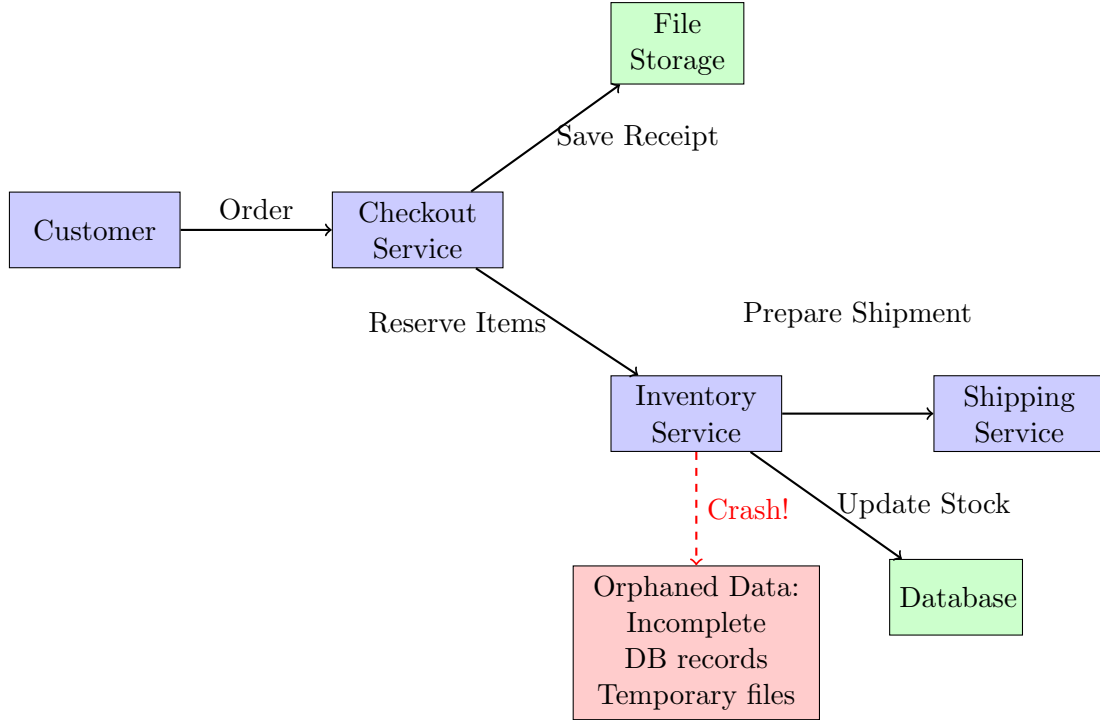 File
Storage
Save Receipt
Customer
Order
Checkout
Service
Reserve Items
Prepare Shipment
Inventory
Service
Shipping
Service
Crash!
Update Stock
Orphaned Data:
Incomplete
DB records
Temporary files
Database